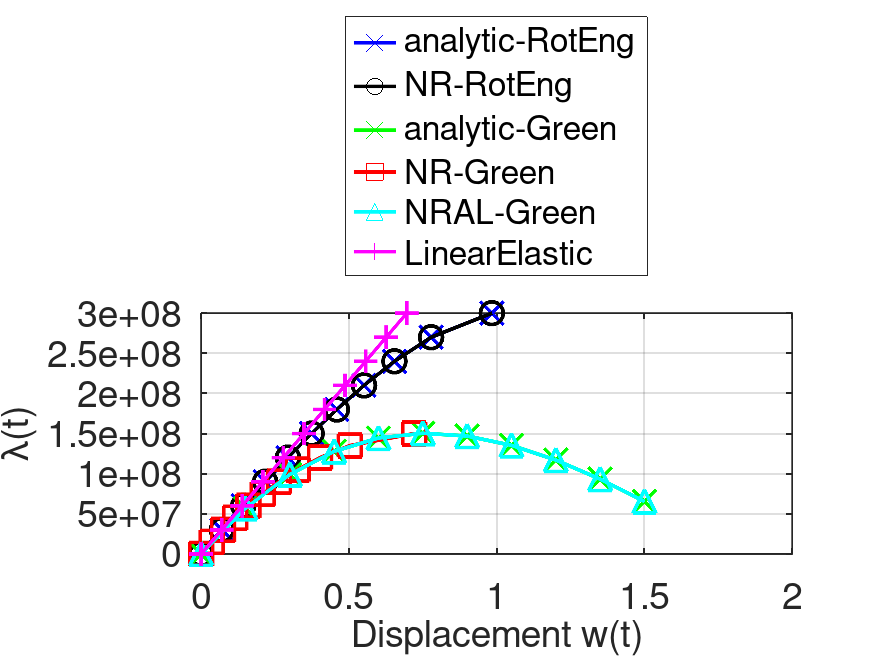 analytic-RotEng
NR-RotEng
analytic-Green
NR-Green
NRAL-Green
LinearElastic
3e+08
2.5e+08
2e+08
1.5e+08
1e+08
5e+07
0
λ(t)
0 0.5 1 1.5 2
Displacement w(t)